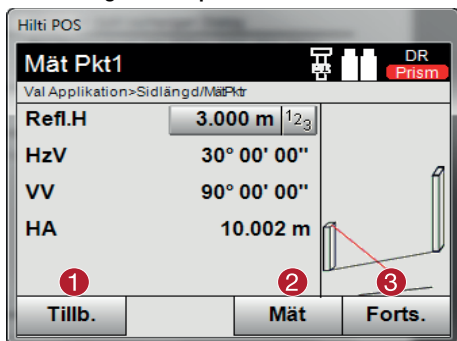 Hilti POS
Mät Pkt1
DR
Prism
Val Applikation>Sidlängd/MätPktr
Refl.H 3.000 m 123
HzV 30° 00' 00"
VV 90° 00' 00"
HA 10.002 m
1 2 3
Tillb. Mät Forts.